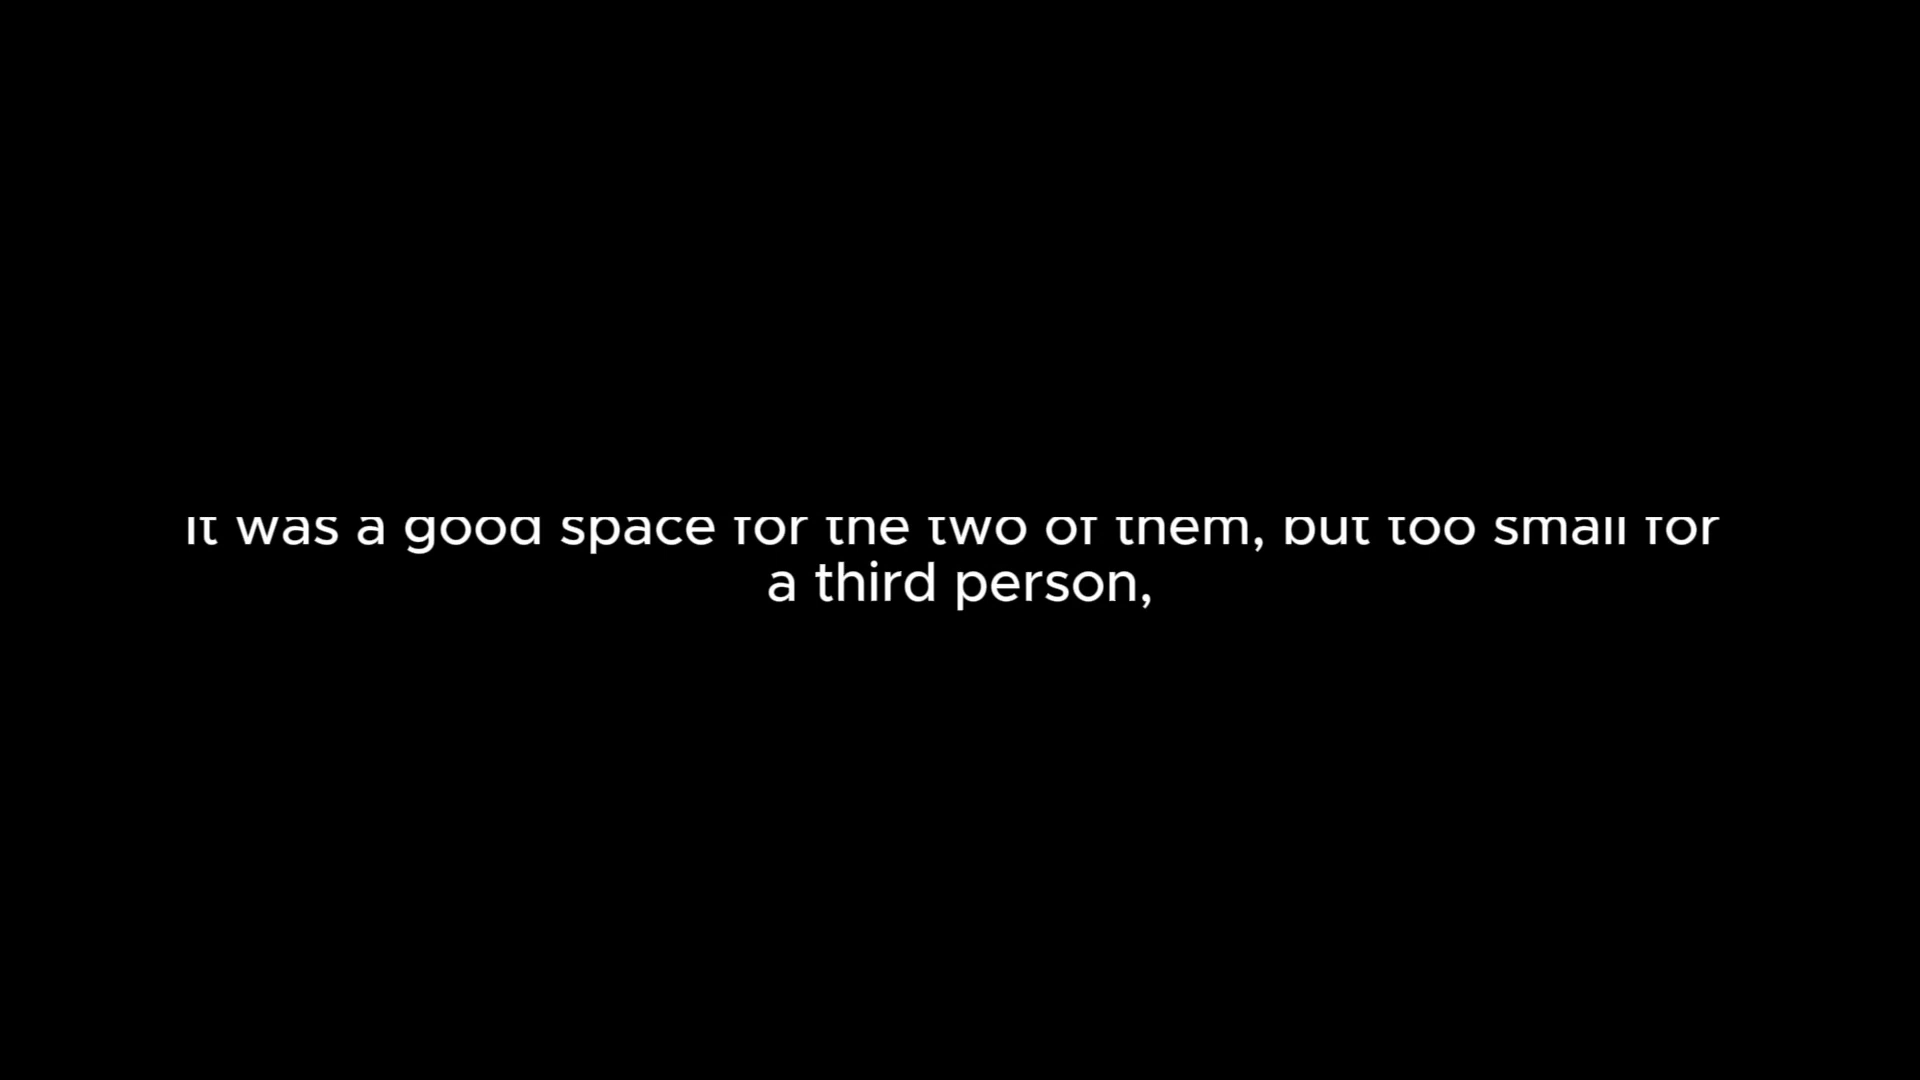 it was a good space for the two of them, but too small for
a third person,